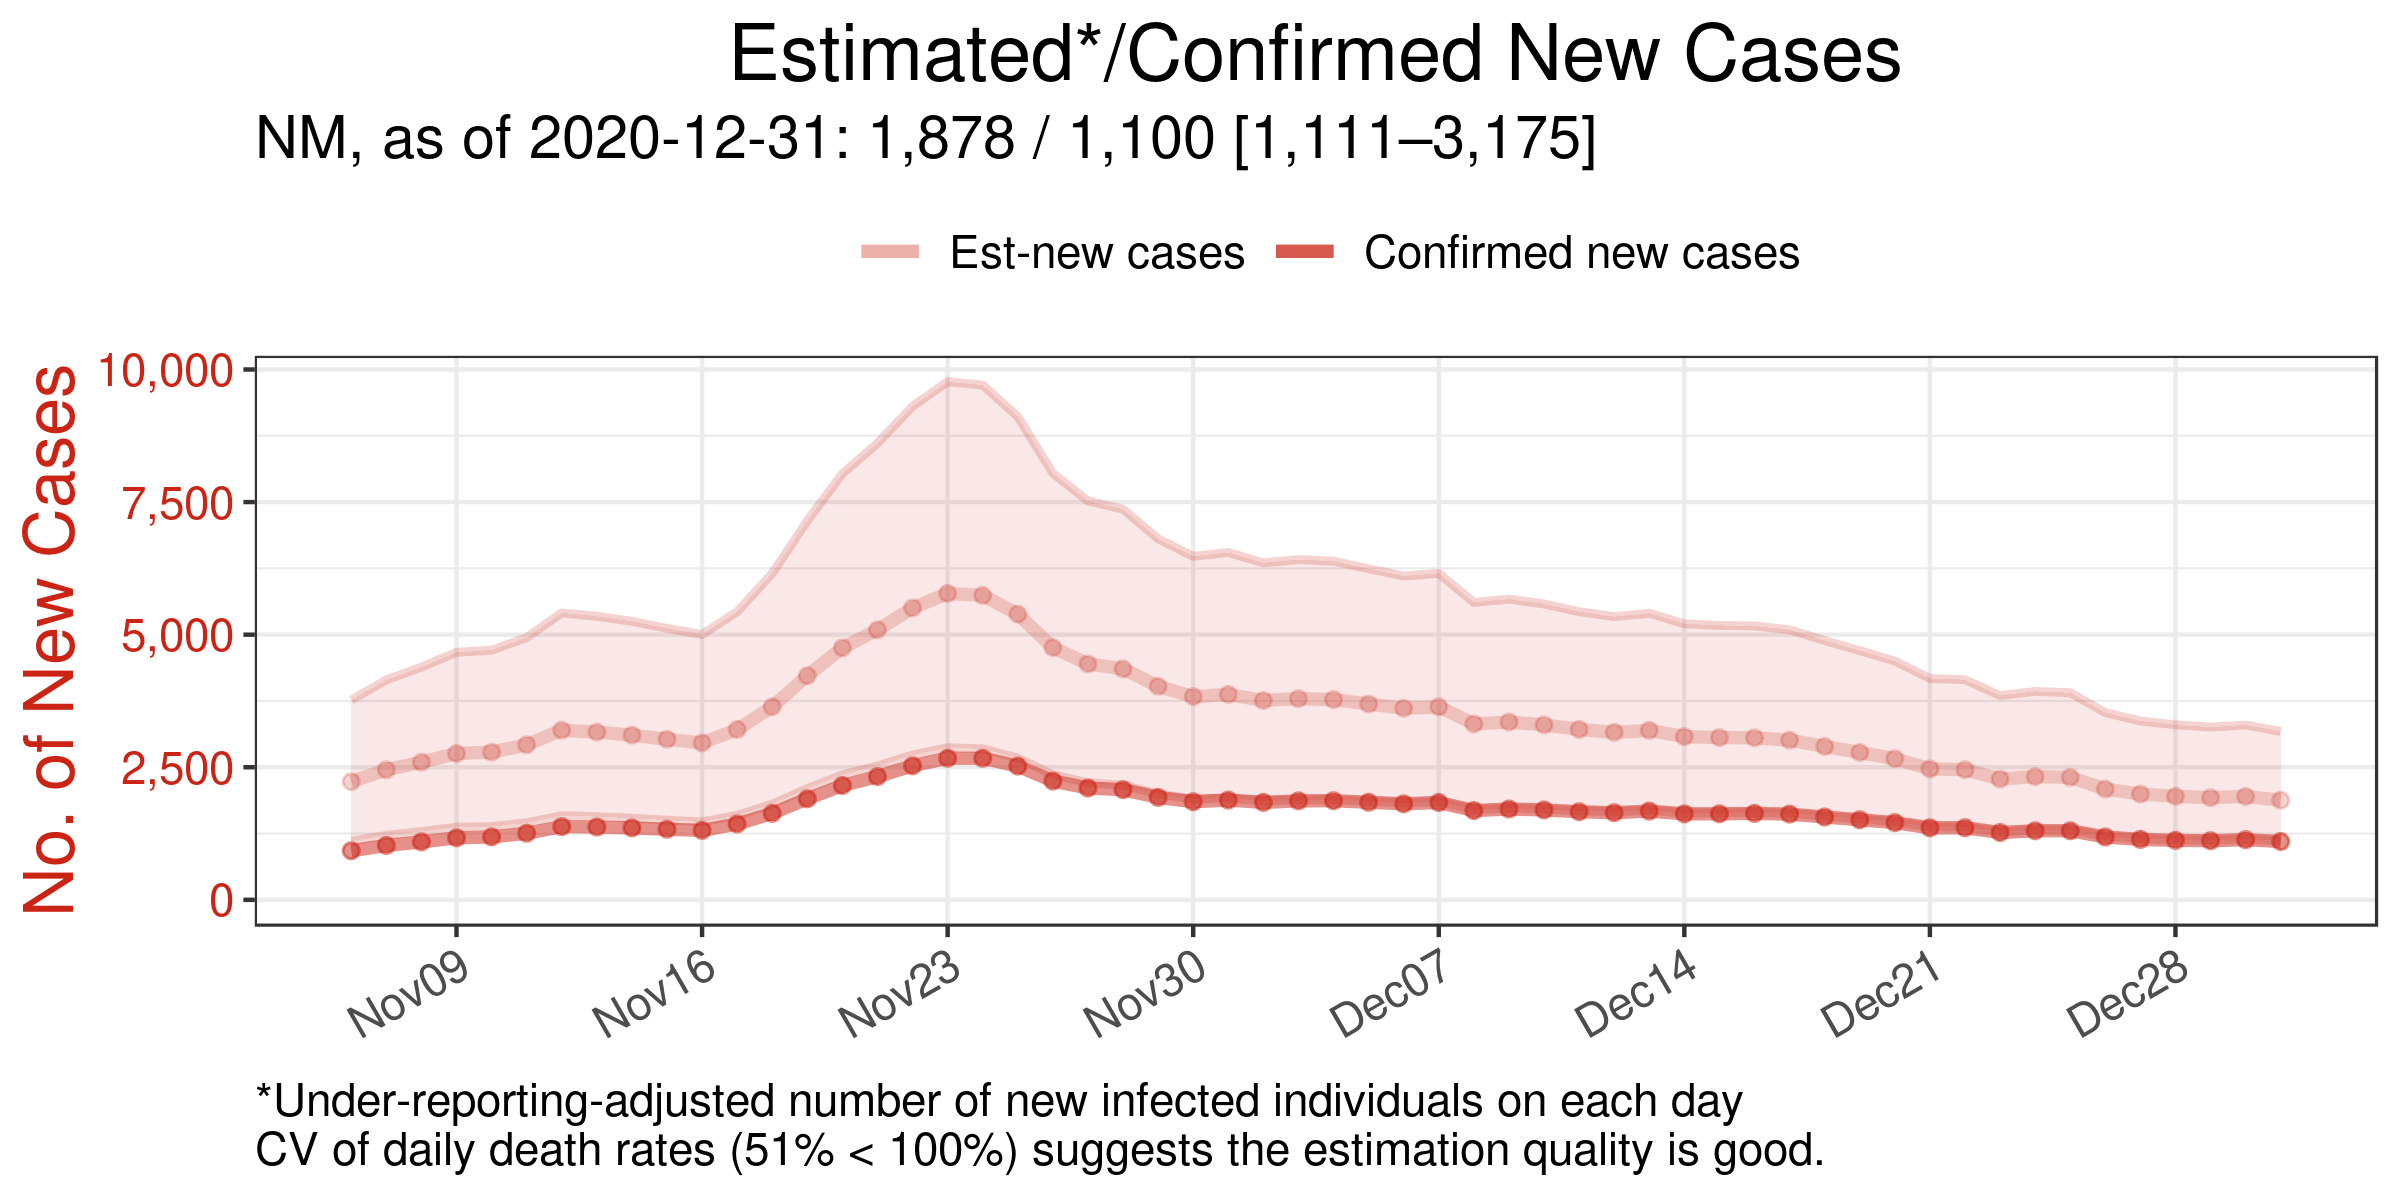 Estimated*/Confirmed New Cases
NM, as of 2020-12-31: 1,878 / 1,100 [1,111–3,175]
Est-new cases
Confirmed new cases
No. of New Cases
10,000
7,500
5,000
2,500
0
Nov09
Nov16
Nov23
Nov30
Dec07
Dec14
Dec21
Dec28
*Under-reporting-adjusted number of new infected individuals on each day
CV of daily death rates (51% < 100%) suggests the estimation quality is good.